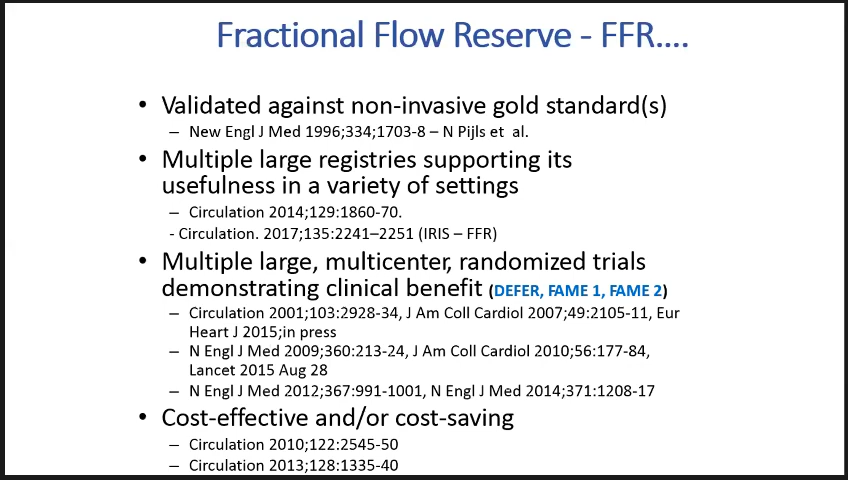 Fractional Flow Reserve - FFR....
• Validated against non-invasive gold standard(s)
– New Engl J Med 1996;334;1703-8 – N Pijls et al.
• Multiple large registries supporting its
usefulness in a variety of settings
– Circulation 2014;129:1860-70.
- Circulation. 2017;135:2241–2251 (IRIS – FFR)
• Multiple large, multicenter, randomized trials
demonstrating clinical benefit (DEFER, FAME 1, FAME 2)
– Circulation 2001;103:2928-34, J Am Coll Cardiol 2007;49:2105-11, Eur
Heart J 2015;in press
– N Engl J Med 2009;360:213-24, J Am Coll Cardiol 2010;56:177-84,
Lancet 2015 Aug 28
– N Engl J Med 2012;367:991-1001, N Engl J Med 2014;371:1208-17
• Cost-effective and/or cost-saving
– Circulation 2010;122:2545-50
– Circulation 2013;128:1335-40